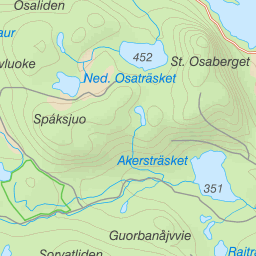 Osaliden
aur
452
St. Osaberget
vluoke
Ned. Osaträsket
Spáksjuo
Akersträsket
351
Guorbanåjvvie
Sorvatliden
Raitra